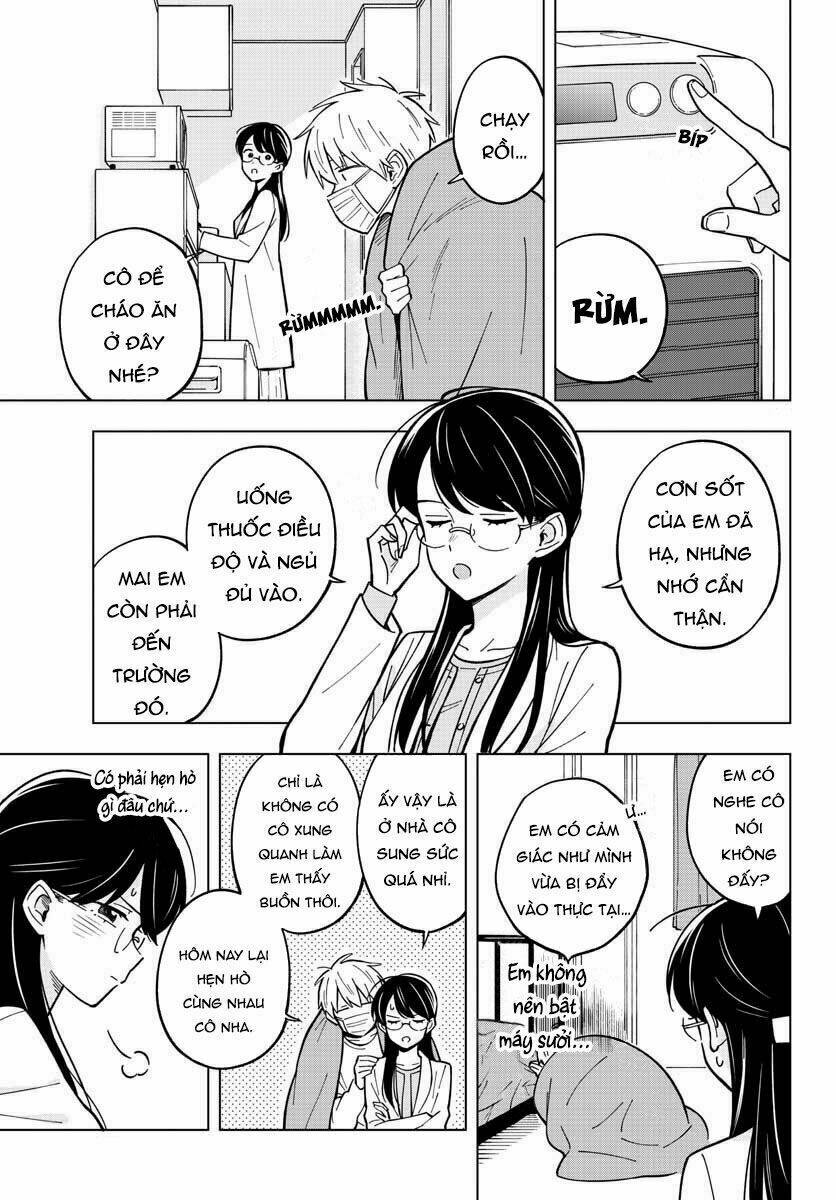 BÍP
RỪM.
CHẠY
RỒI...
RỪMMMMM.
CÔ ĐỂ
CHÁO ĂN
Ở ĐÂY
NHÉ?
CƠN SỐT
CỦA EM ĐÃ
HẠ, NHƯNG
NHỚ CẨN
THẬN.
UỐNG
THUỐC ĐIỀU
ĐỘ VÀ NGỦ
ĐỦ VÀO.
MAI EM
CÒN PHẢI
ĐẾN
TRƯỜNG
ĐÓ.
EM CÓ
NGHE CÔ
NÓI
KHÔNG
ĐẤY?
Ư...
EM CÓ CẢM
GIÁC NHƯ MÌNH
VỪA BỊ ĐẨY
VÀO THỰC TẠI...
Em không
nên bật
máy sưởi...
ẤY VẬY LÀ
Ở NHÀ CÔ
SUNG SỨC
QUÁ NHỈ.
CHỈ LÀ
KHÔNG CÓ
CÔ XUNG
QUANH LÀM
EM THẤY
BUỒN THÔI.
HÔM NAY LẠI
HẸN HÒ
CÙNG NHAU
CÔ NHA.
Có phải hẹn hò
gì đâu chứ...